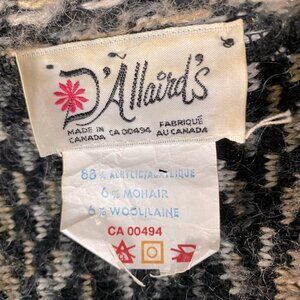 D'Allaird's
MADE IN CANADA CA 00494 FABRIQUÉ AU CANADA
88% ACRYLIC/ACRYLIQUE
6% MOHAIR
6% WOOL/LAINE
CA 00494